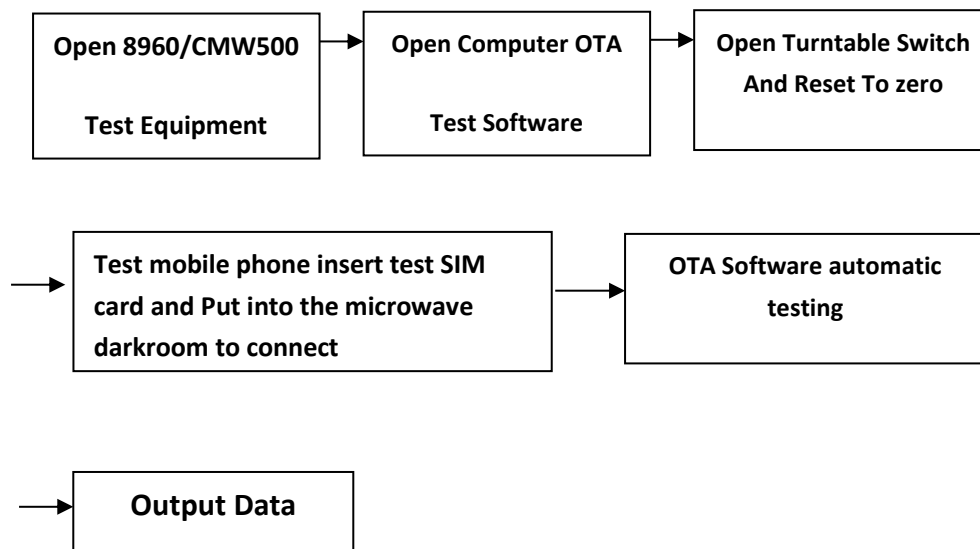 Open 8960/CMW500
Test Equipment
Open Computer OTA
Test Software
Open Turntable Switch
And Reset To zero
Test mobile phone insert test SIM
card and Put into the microwave
darkroom to connect
OTA Software automatic
testing
Output Data